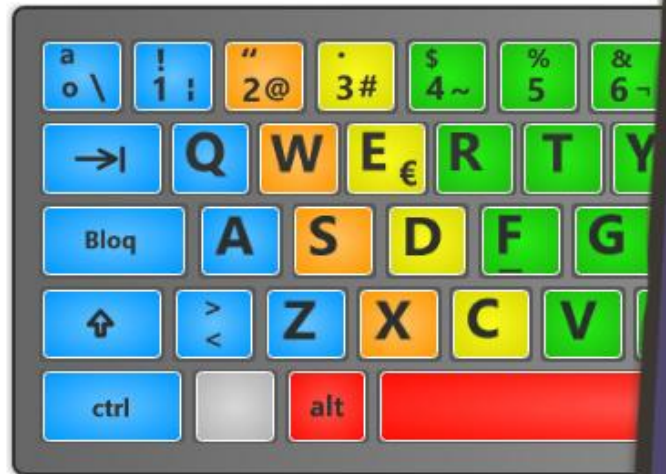 a ! “ · $ % &
o \ 1 ¦ 2 @ 3 # 4 ~ 5 6 ¬
Q W E € R T Y
Bloq A S D F G
> 
< Z X C V
ctrl alt